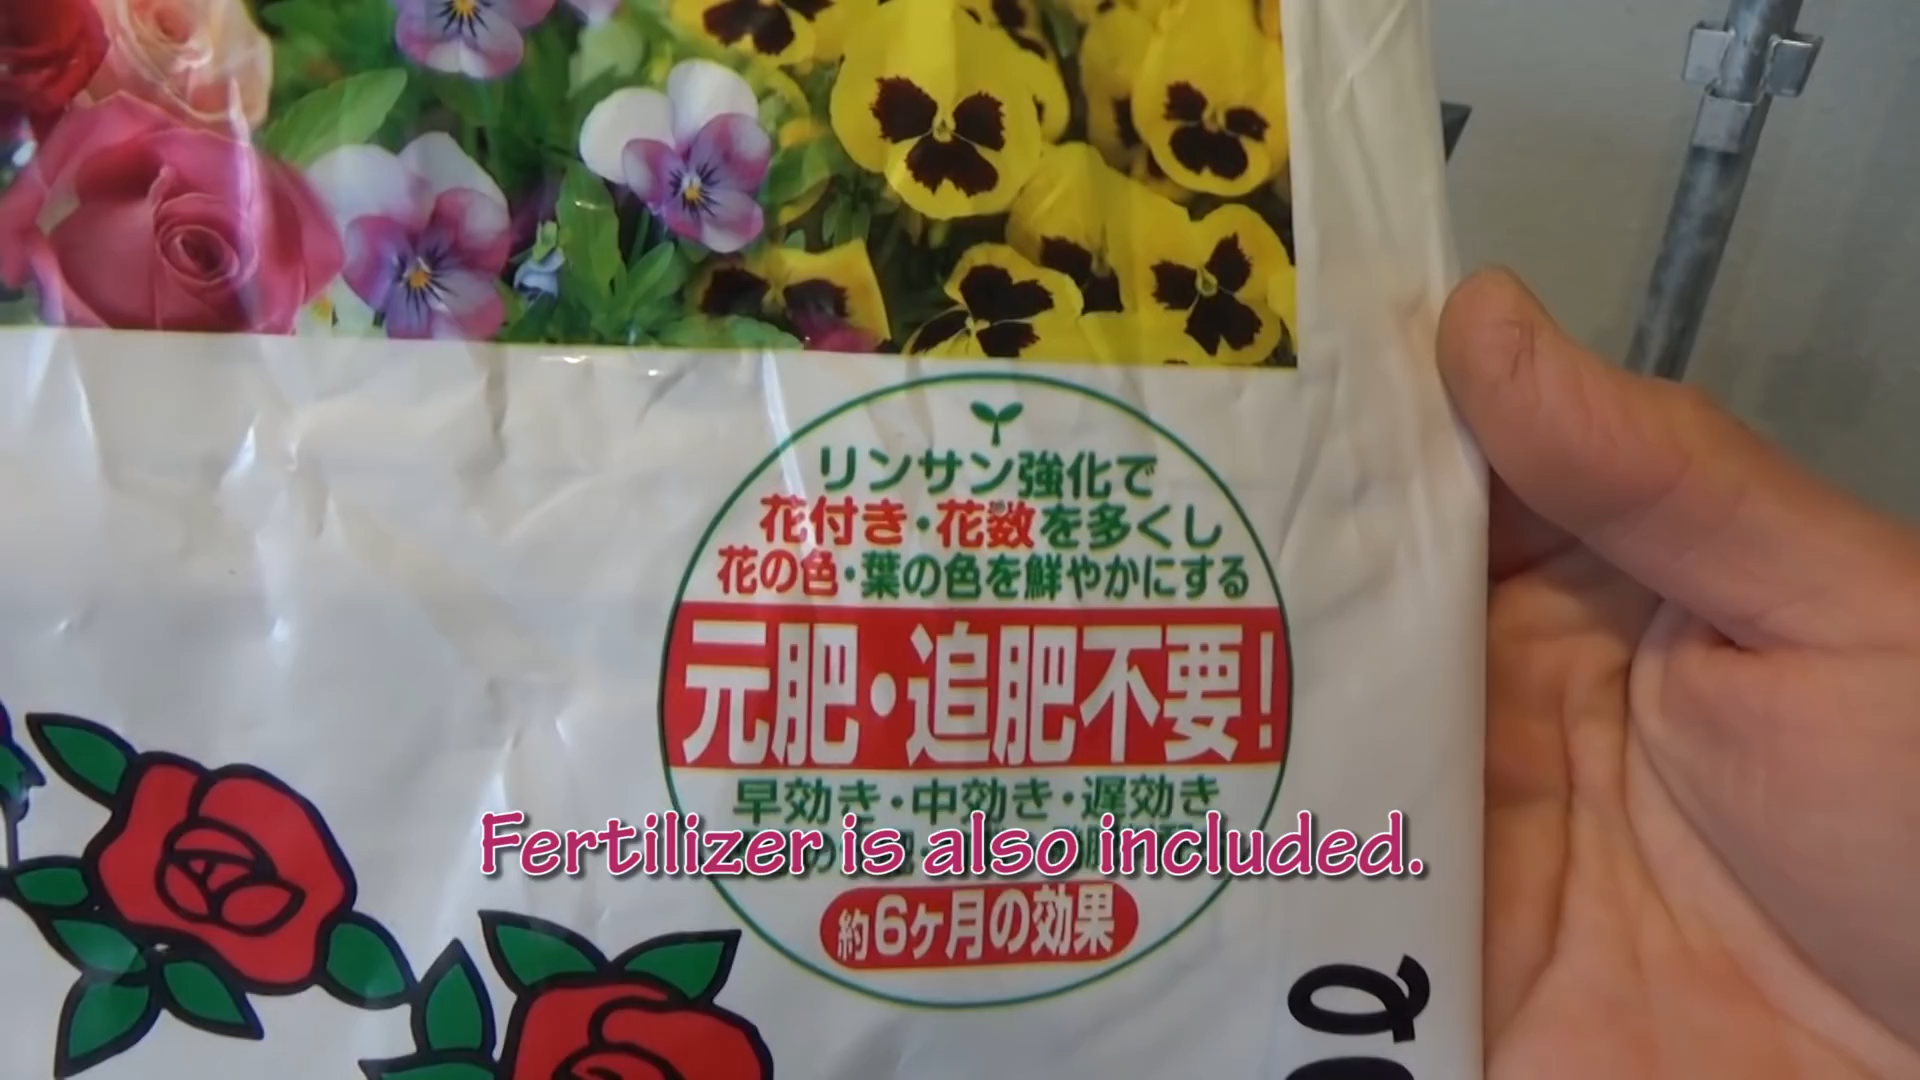 リンサン強化で
花付き・花数を多くし
花の色・葉の色を鮮やかにする
元肥・追肥不要!
早効き・中効き・遅効き
Fertilizer is also included.
約6ケ月の効果